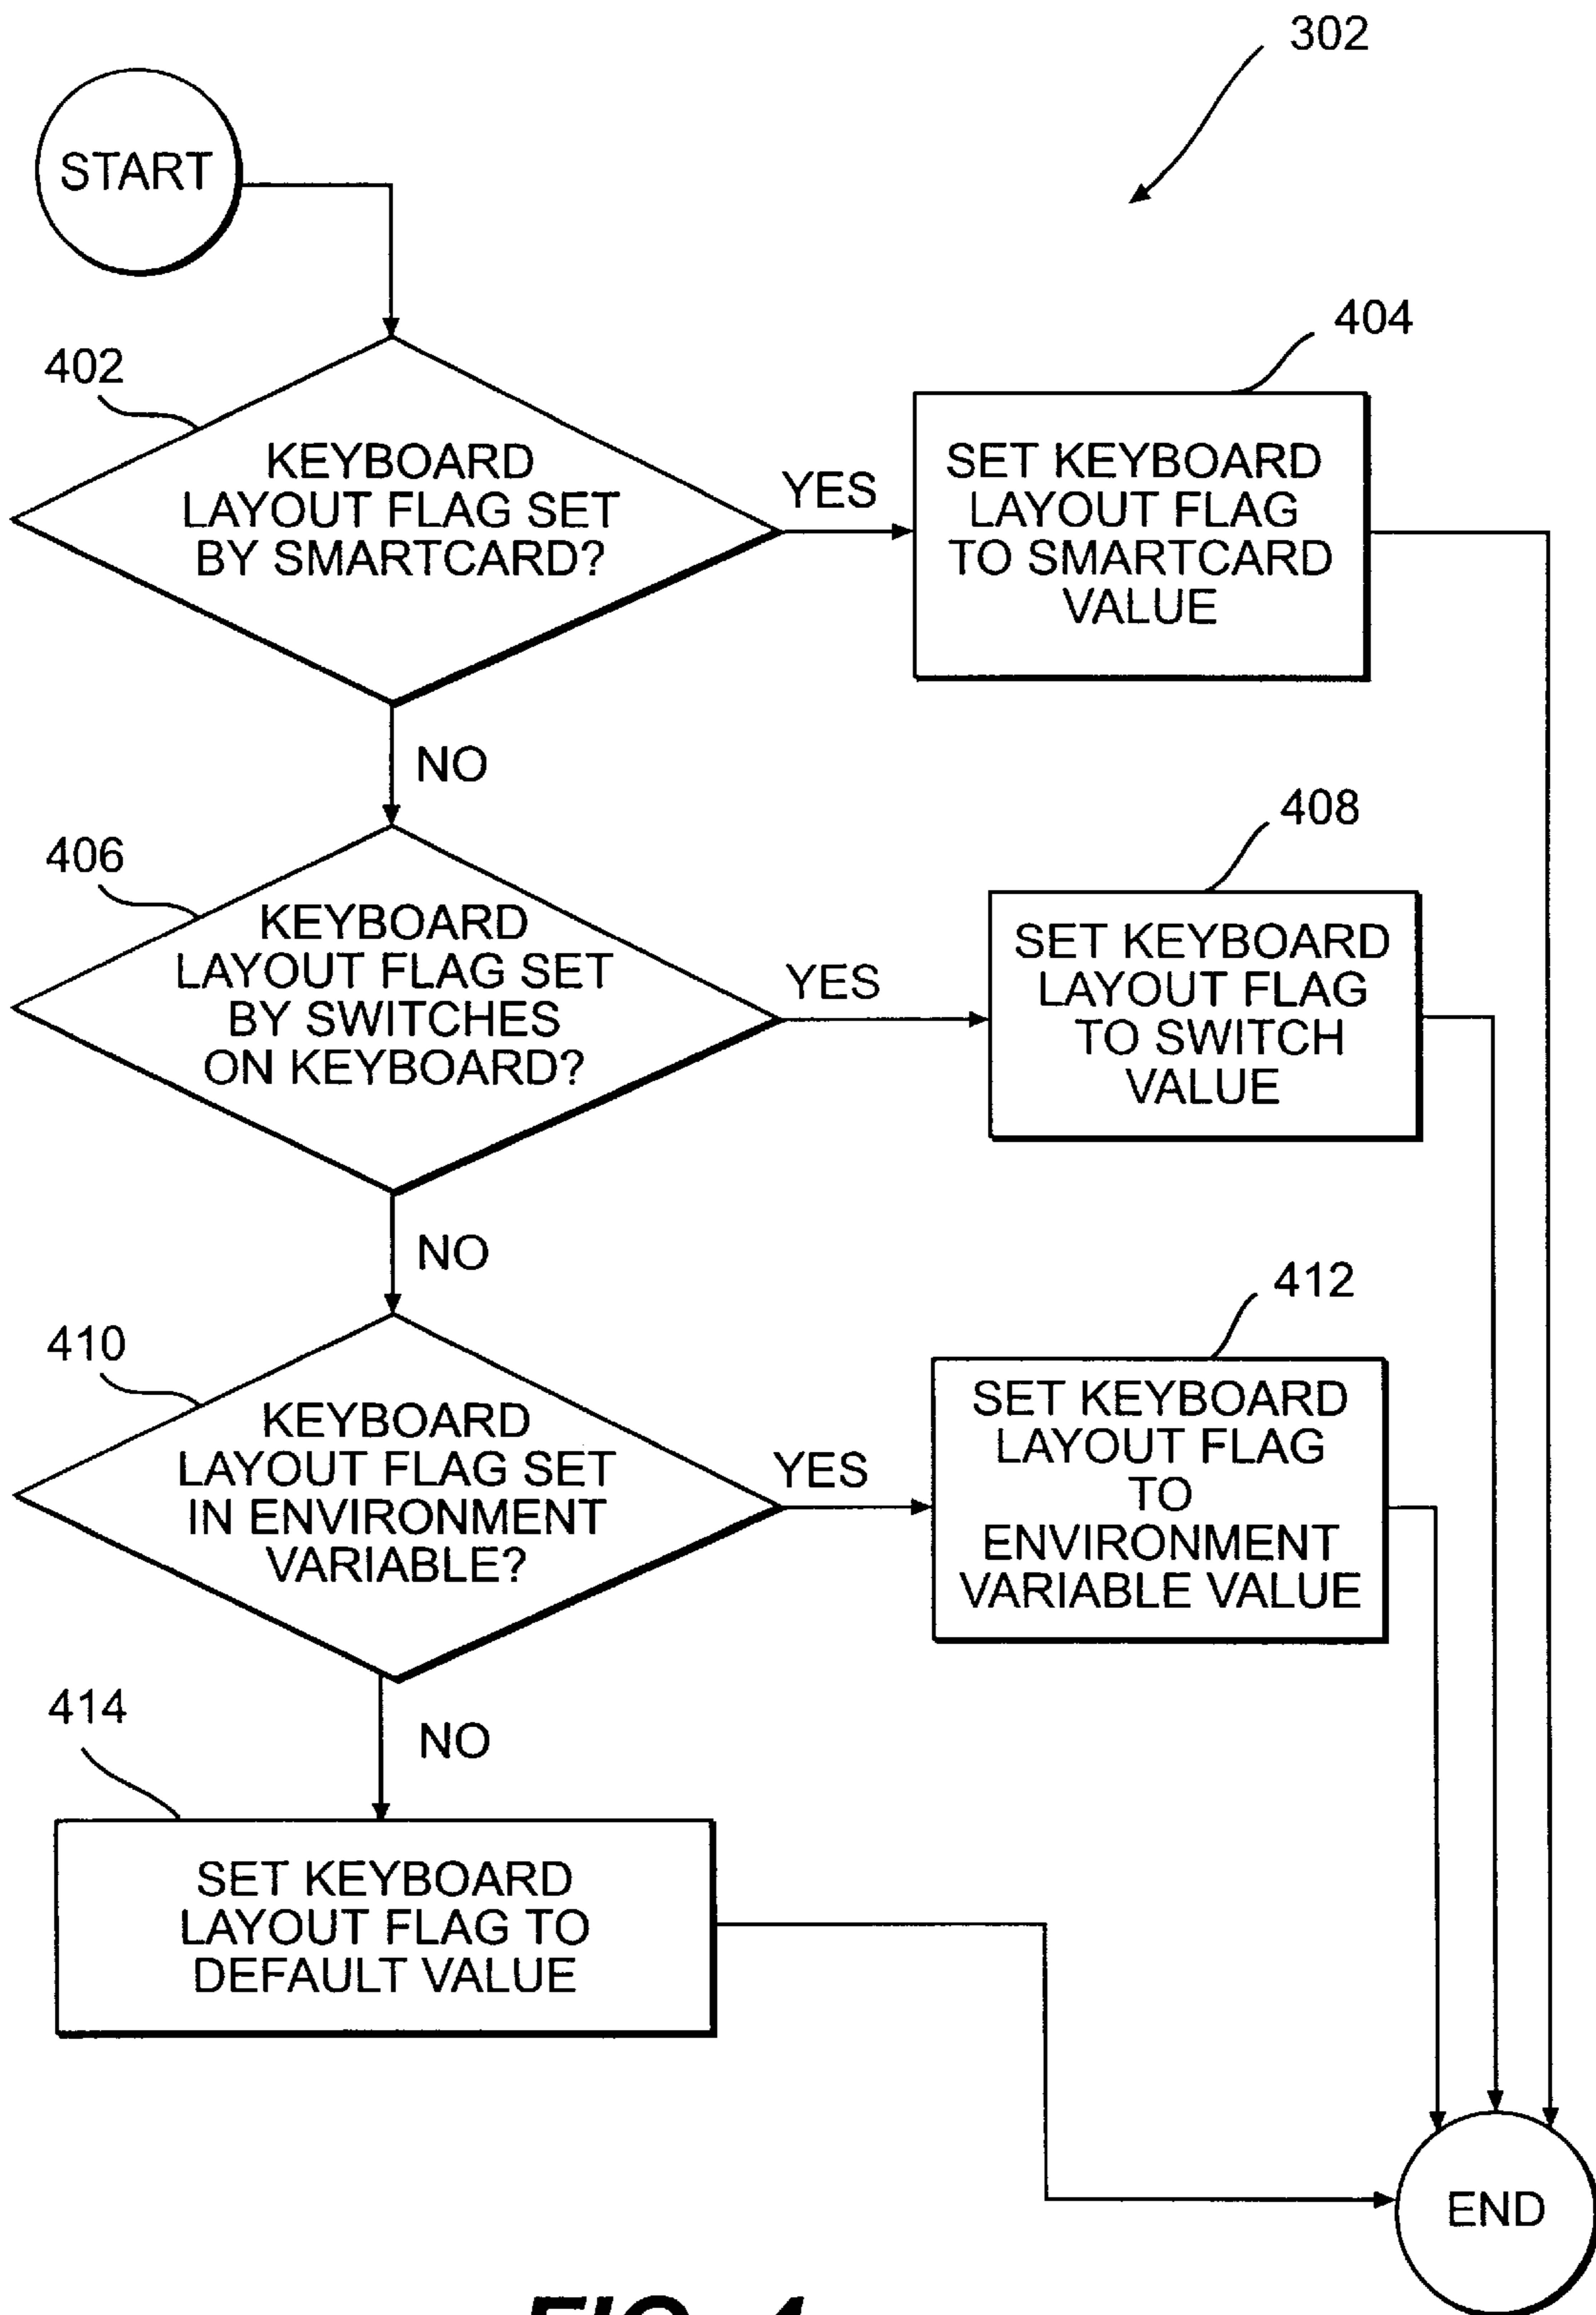 302
START
402
KEYBOARD
LAYOUT FLAG SET
BY SMARTCARD?
YES
404
SET KEYBOARD
LAYOUT FLAG
TO SMARTCARD
VALUE
NO
406
KEYBOARD
LAYOUT FLAG SET
BY SWITCHES
ON KEYBOARD?
YES
408
SET KEYBOARD
LAYOUT FLAG
TO SWITCH
VALUE
NO
410
KEYBOARD
LAYOUT FLAG SET
IN ENVIRONMENT
VARIABLE?
YES
412
SET KEYBOARD
LAYOUT FLAG
TO
ENVIRONMENT
VARIABLE VALUE
NO
414
SET KEYBOARD
LAYOUT FLAG TO
DEFAULT VALUE
END